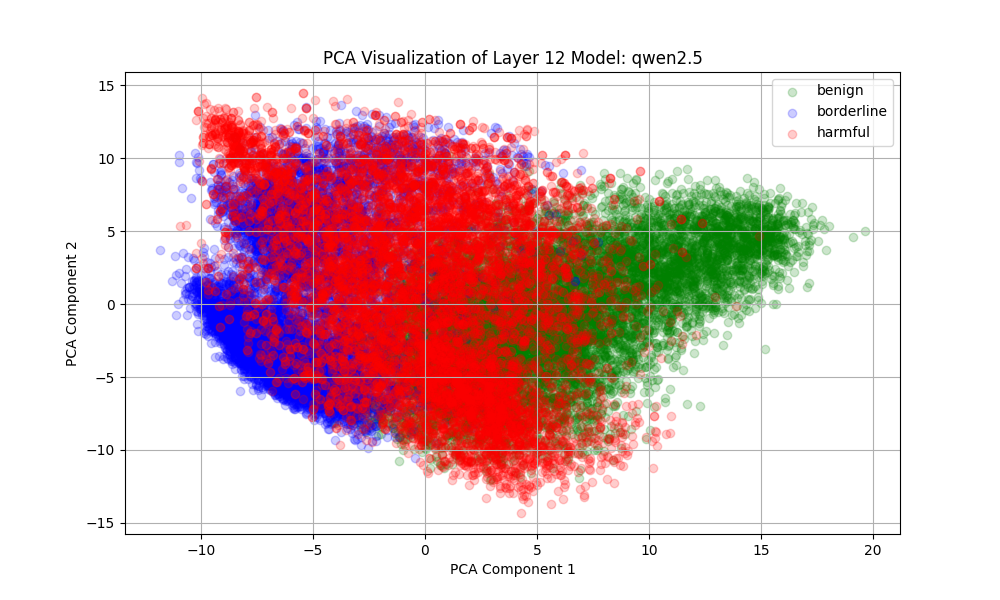 PCA Visualization of Layer 12 Model: qwen2.5
benign
borderline
harmful
PCA Component 2
15
10
5
0
−5
−10
−15
−10
−5
0
5
10
15
20
PCA Component 1